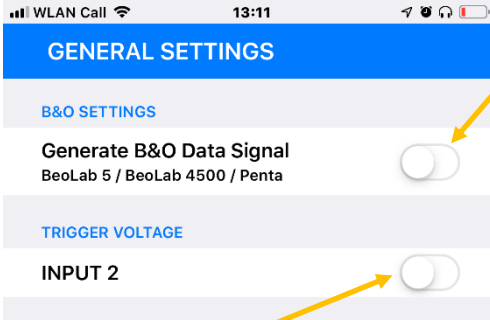 WLAN Call 13:11
GENERAL SETTINGS
B&O SETTINGS
Generate B&O Data Signal
BeoLab 5 / BeoLab 4500 / Penta
TRIGGER VOLTAGE
INPUT 2